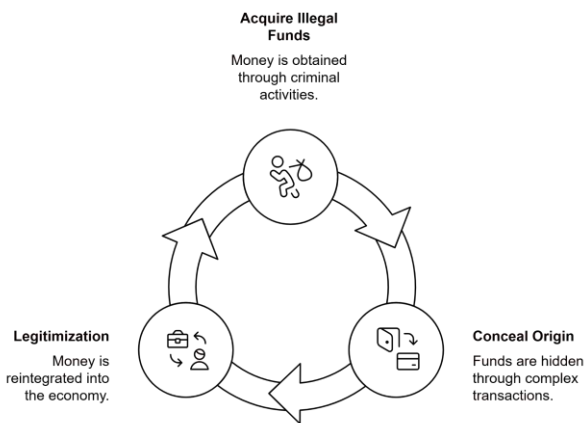 Acquire Illegal
Funds
Money is obtained
through criminal
activities.
Legitimization
Money is
reintegrated into
the economy.
Conceal Origin
Funds are hidden
through complex
transactions.